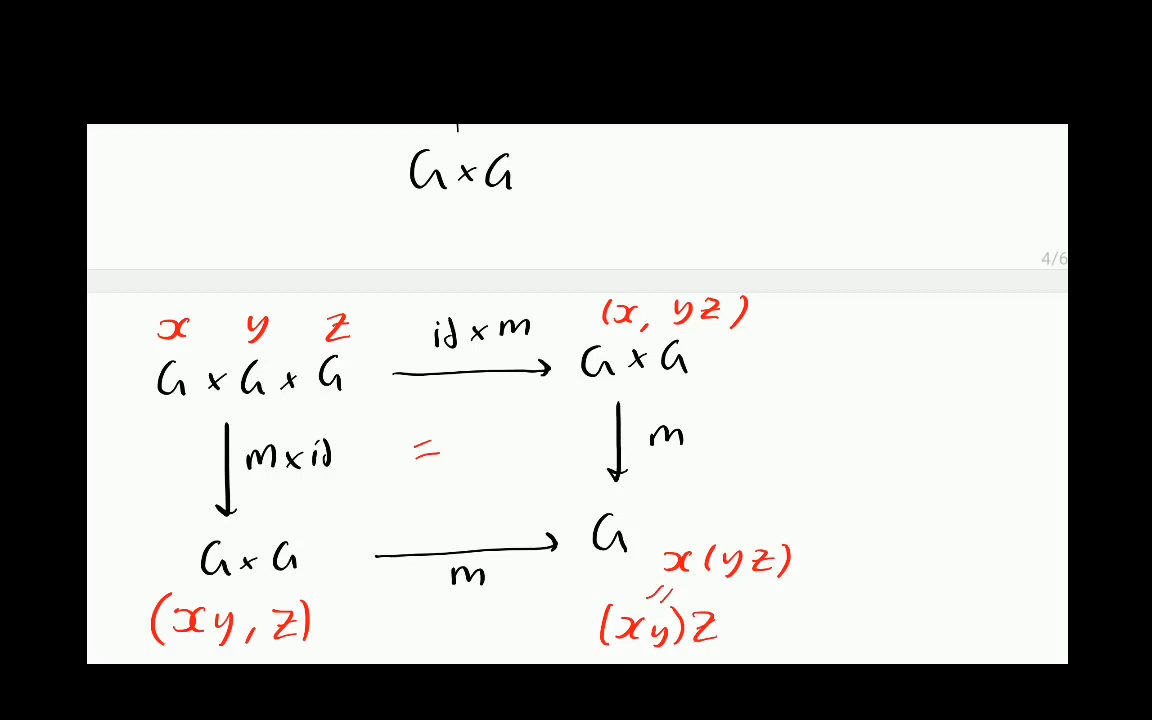 G × G
4/6
x y z id × m (x, yz)
G × G × G G × G
m × id = m
G × G G
m x(yz)
(xy, z) (xy)z